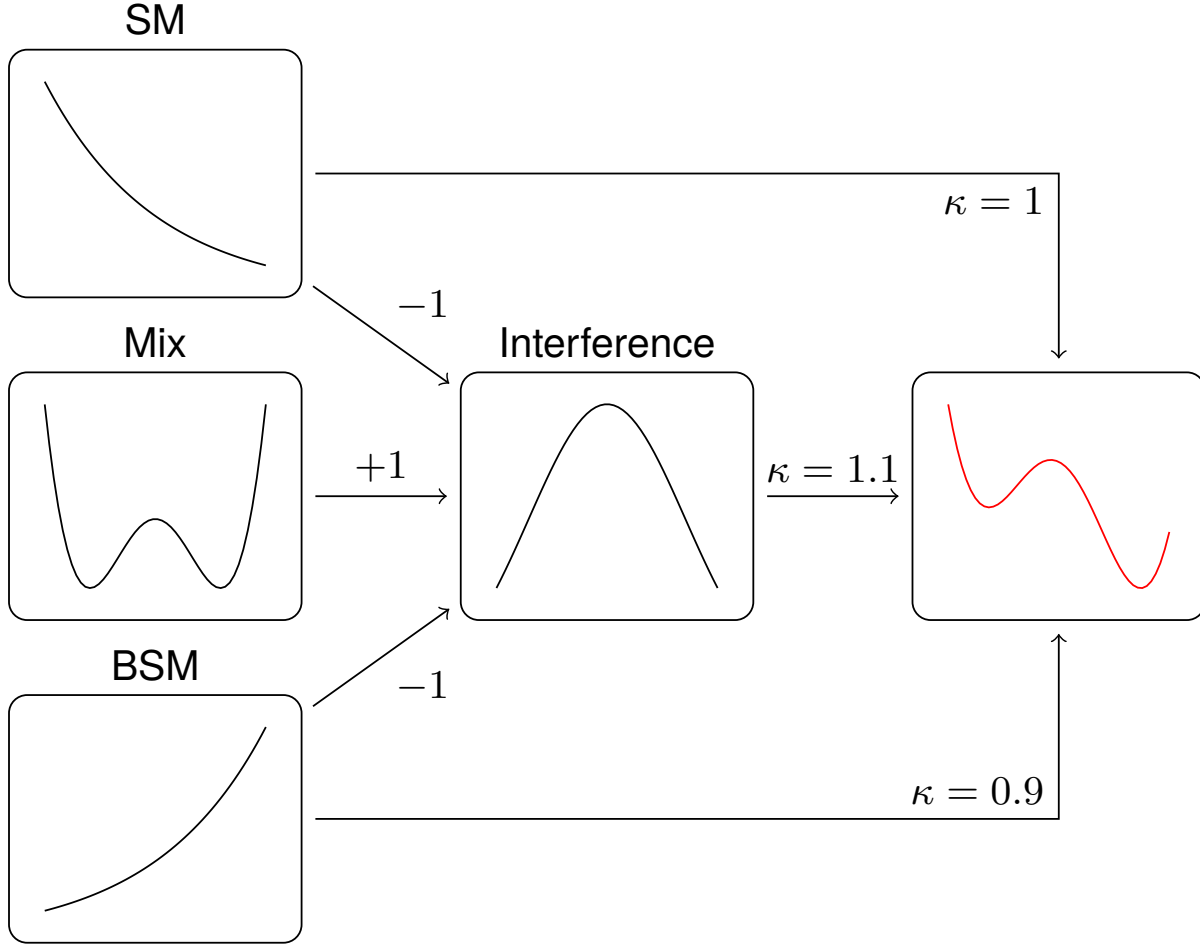 SM
κ = 1
−1
Mix
Interference
+1
κ = 1.1
BSM
−1
κ = 0.9